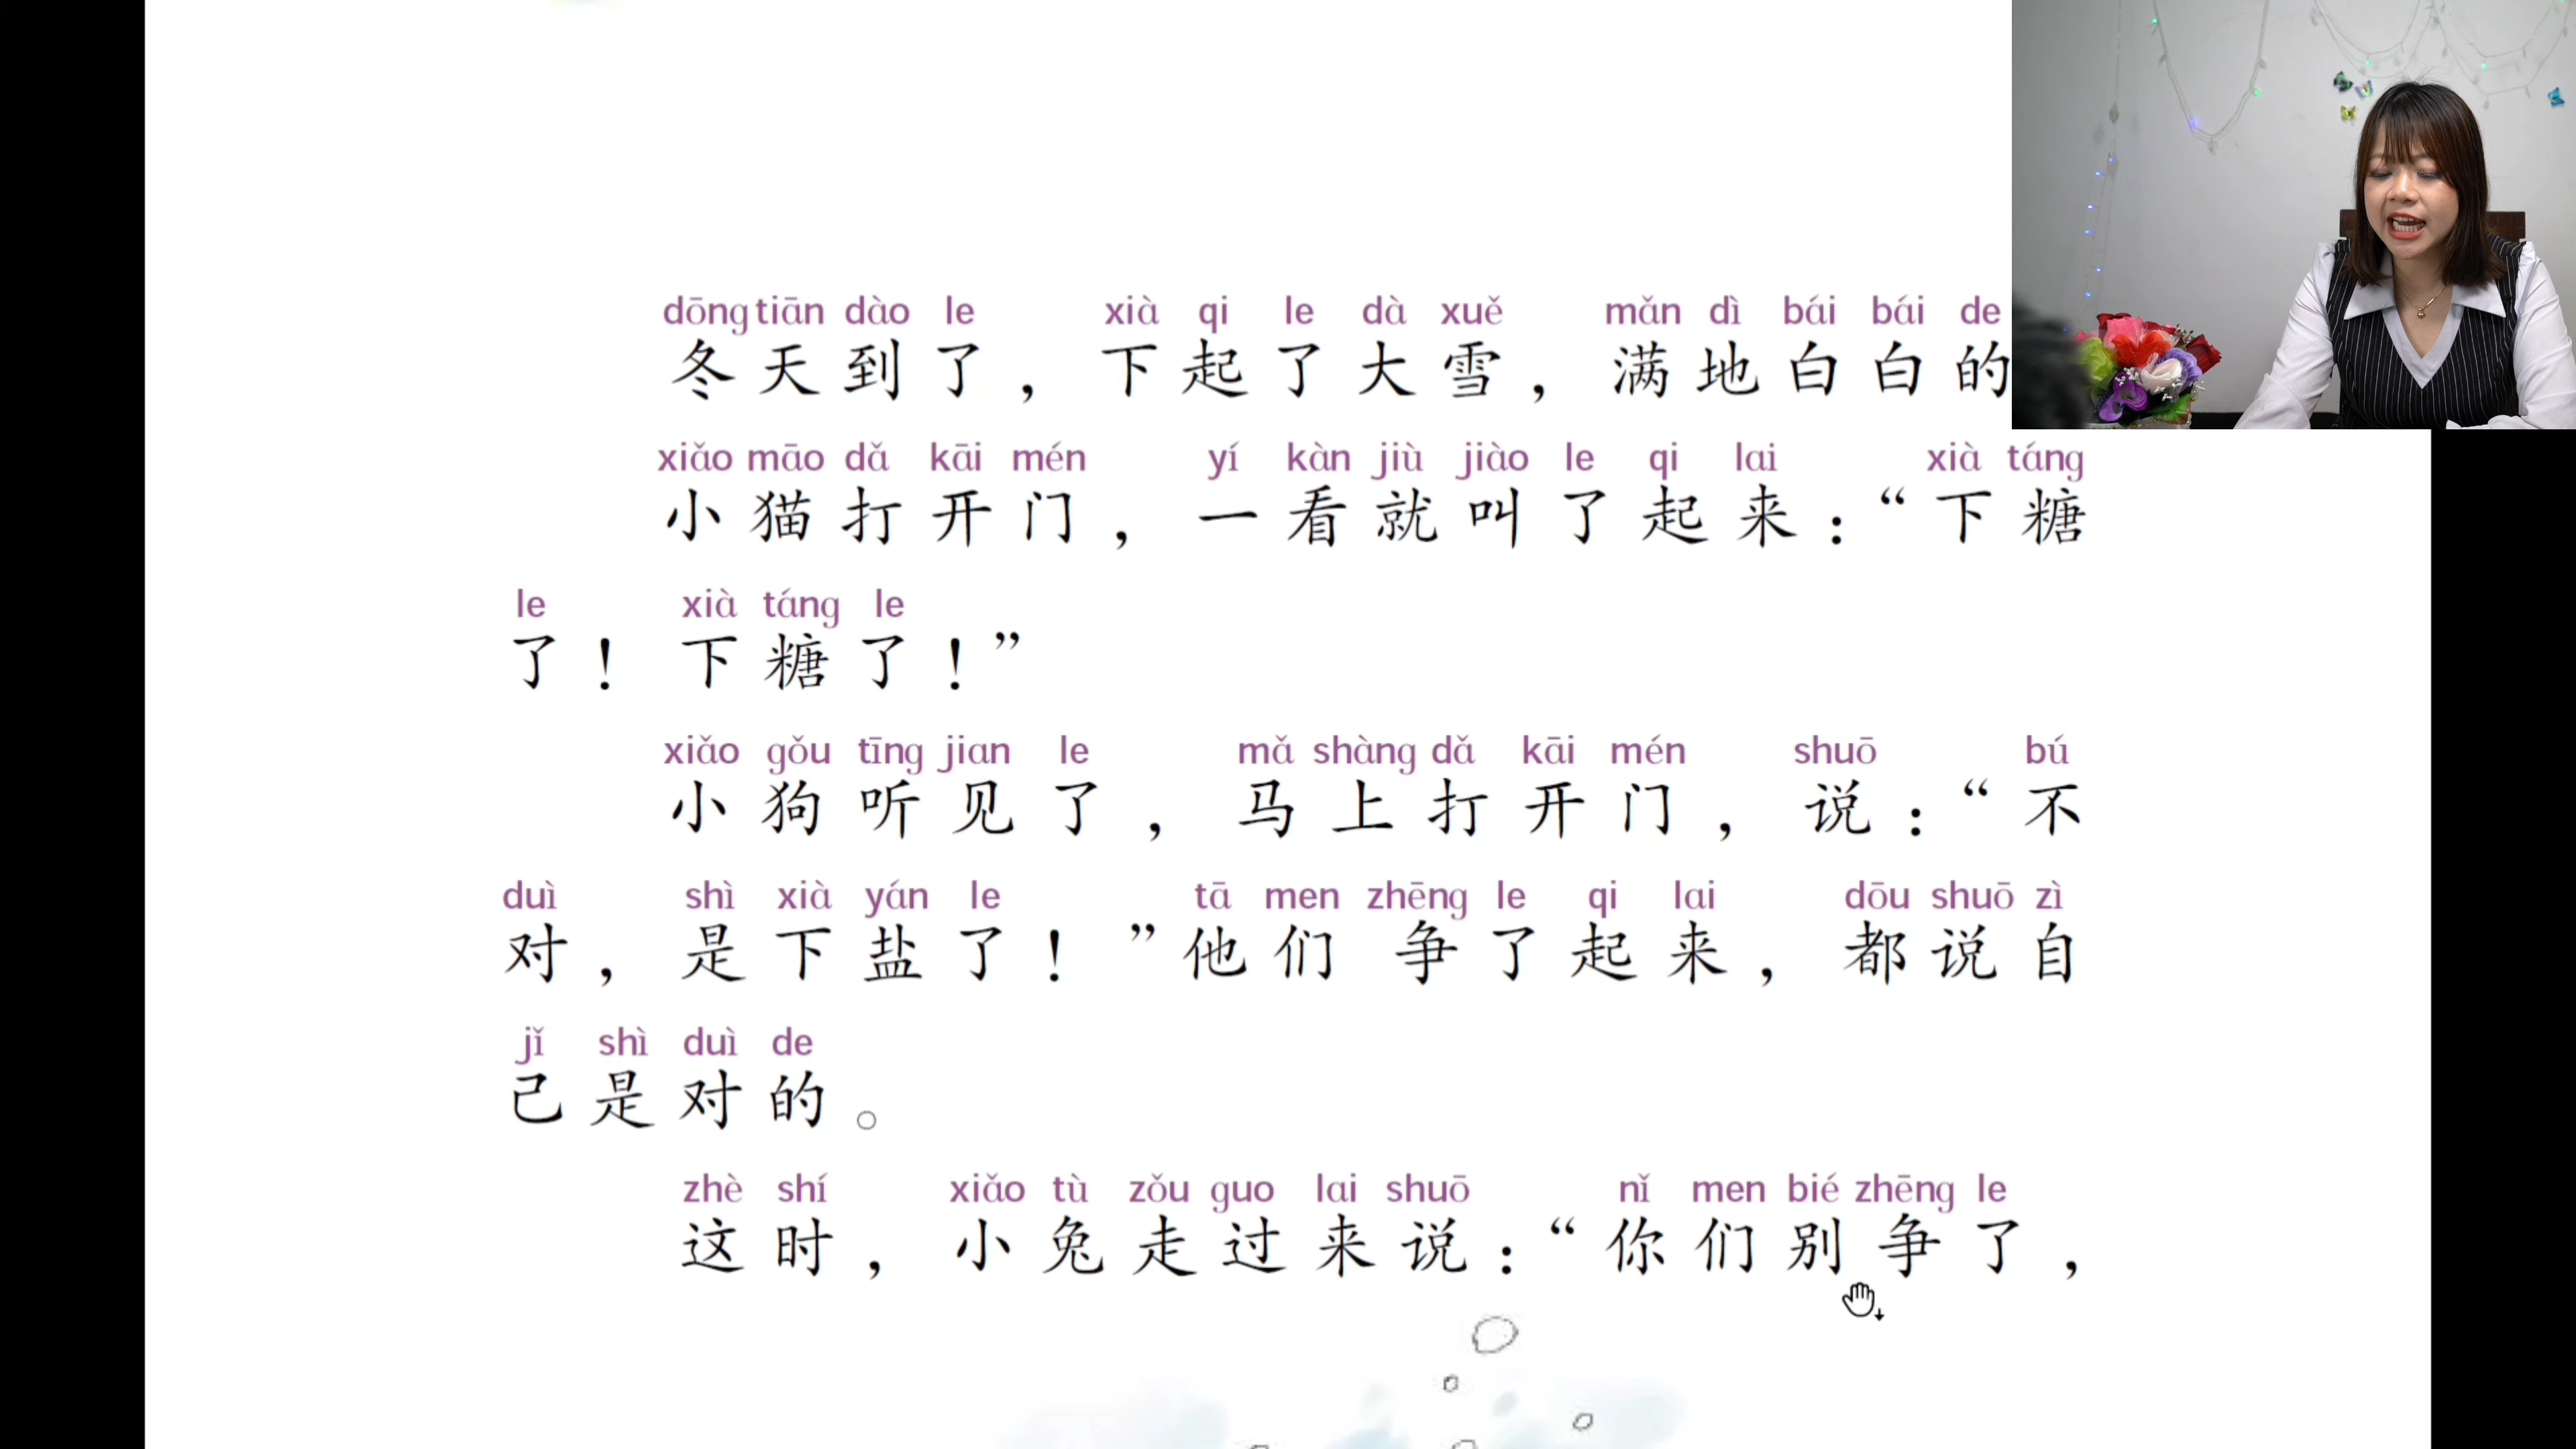 dōng tiān dào le xià qi le dà xuě mǎn dì bái bái de
冬天到了，下起了大雪，满地白白的
xiǎo māo dǎ kāi mén yí kàn jiù jiào le qi lai xià táng
小猫打开门，一看就叫了起来：“下糖
le xià táng le
了！下糖了！”
xiǎo gǒu tīng jian le mǎ shàng dǎ kāi mén shuō bú
小狗听见了，马上打开门，说：“不
duì shì xià yán le tā men zhēng le qi lai dōu shuō zì
对，是下盐了！”他们争了起来，都说自
jǐ shì duì de
己是对的。
zhè shí xiǎo tù zǒu guo lai shuō nǐ men bié zhēng le
这时，小兔走过来说：“你们别争了，